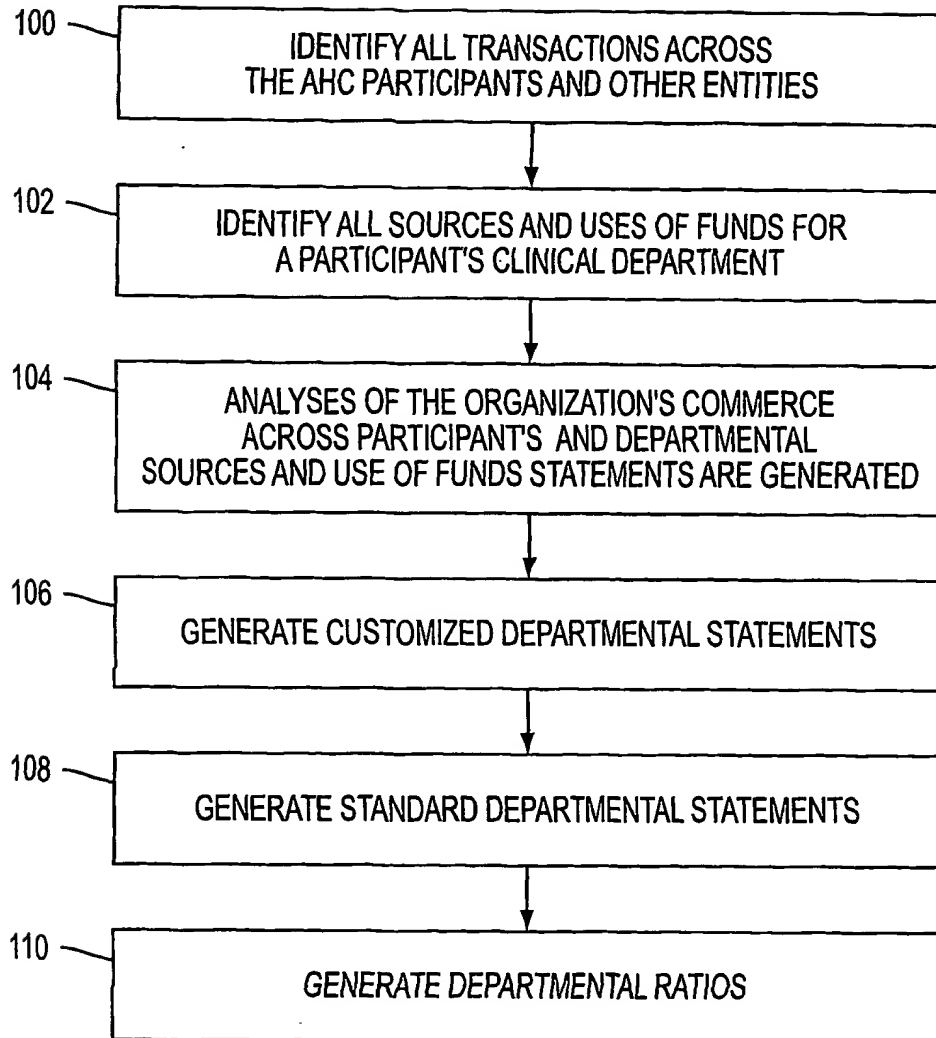 100
IDENTIFY ALL TRANSACTIONS ACROSS
THE AHC PARTICIPANTS AND OTHER ENTITIES
102
IDENTIFY ALL SOURCES AND USES OF FUNDS FOR
A PARTICIPANT'S CLINICAL DEPARTMENT
104
ANALYSES OF THE ORGANIZATION'S COMMERCE
ACROSS PARTICIPANT'S AND DEPARTMENTAL
SOURCES AND USE OF FUNDS STATEMENTS ARE GENERATED
106
GENERATE CUSTOMIZED DEPARTMENTAL STATEMENTS
108
GENERATE STANDARD DEPARTMENTAL STATEMENTS
110
GENERATE DEPARTMENTAL RATIOS